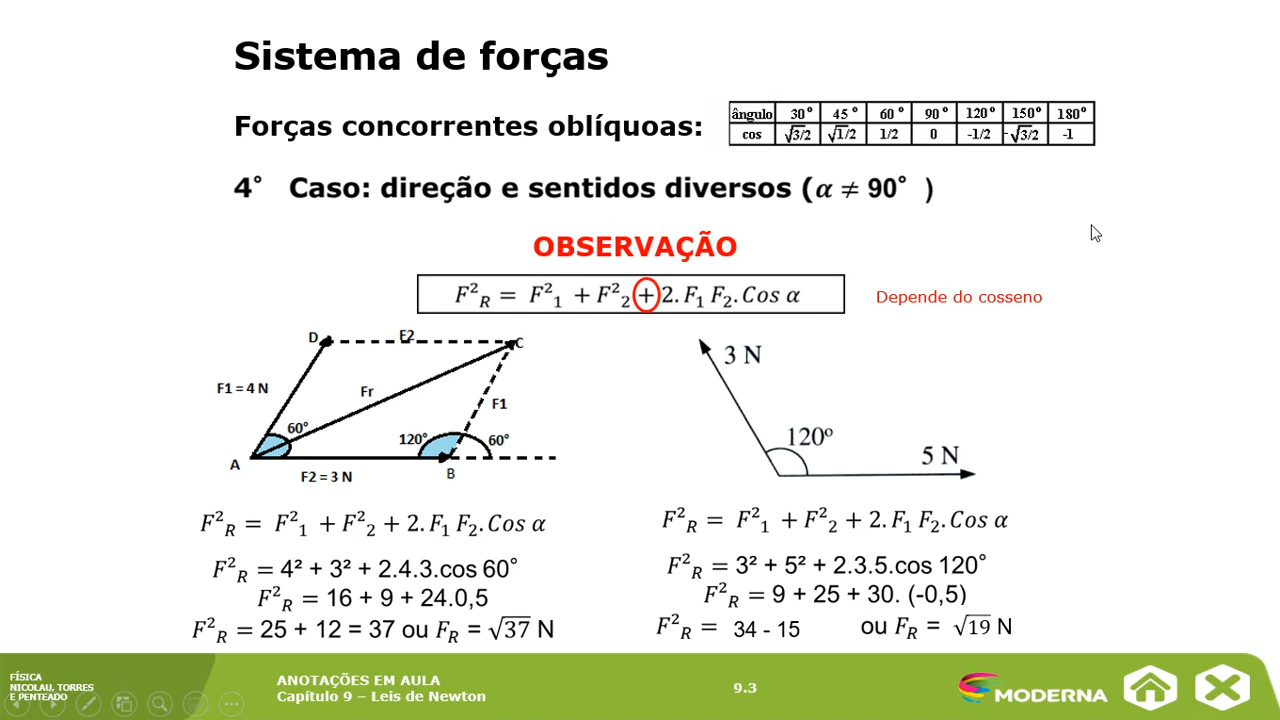 Sistema de forças
Forças concorrentes oblíquoas:
ângulo 30° 45° 60° 90° 120° 150° 180°
cos √3/2 √1/2 1/2 0 -1/2 -√3/2 -1
4° Caso: direção e sentidos diversos (α ≠ 90° )
OBSERVAÇÃO
F²_R = F²_1 + F²_2 + 2. F_1 F_2. Cos α
Depende do cosseno
D F2 C
F1 = 4 N
Fr
F1
60°
120°
60°
A
F2 = 3 N
B
3 N
120º
5 N
F²_R = F²_1 + F²_2 + 2. F_1 F_2. Cos α
F²_R = 4² + 3² + 2.4.3.cos 60°
F²_R = 16 + 9 + 24.0,5
F²_R = 25 + 12 = 37 ou F_R = √37 N
F²_R = F²_1 + F²_2 + 2. F_1 F_2. Cos α
F²_R = 3² + 5² + 2.3.5.cos 120°
F²_R = 9 + 25 + 30. (-0,5)
F²_R = 34 - 15 ou F_R = √19 N
FÍSICA
NICOLAU, TORRES
E PENTEADO
ANOTAÇÕES EM AULA
Capítulo 9 – Leis de Newton
9.3
MODERNA